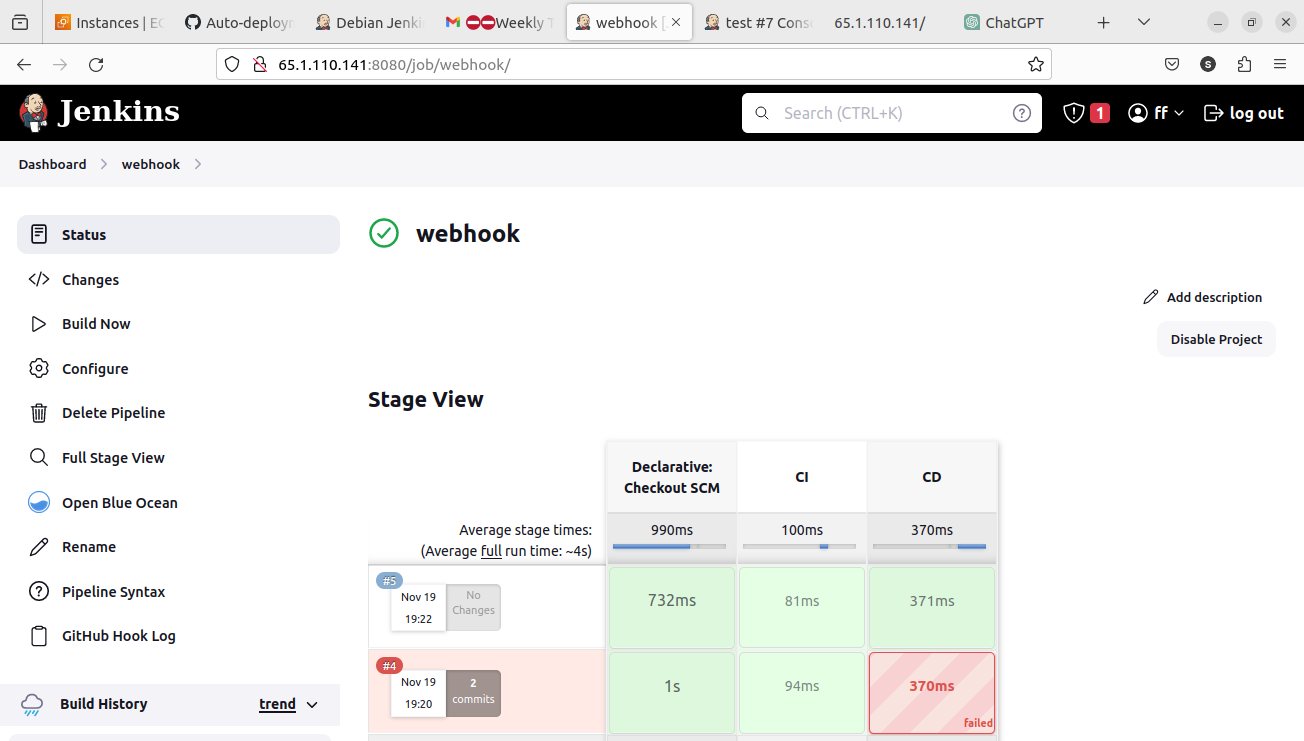 Instances | EC
Auto-deploym
Debian Jenki
⛔⛔Weekly T
webhook [
test #7 Conso
65.1.110.141/
ChatGPT
65.1.110.141:8080/job/webhook/
Jenkins
Search (CTRL+K)
1
ff
log out
Dashboard
webhook
Status
Changes
Build Now
Configure
Delete Pipeline
Full Stage View
Open Blue Ocean
Rename
Pipeline Syntax
GitHub Hook Log
Build History
trend
webhook
Add description
Disable Project
Stage View
Declarative:
Checkout SCM
CI
CD
Average stage times:
(Average full run time: ~4s)
990ms
100ms
370ms
#5
Nov 19
19:22
No
Changes
732ms
81ms
371ms
#4
Nov 19
19:20
2
commits
1s
94ms
370ms
failed